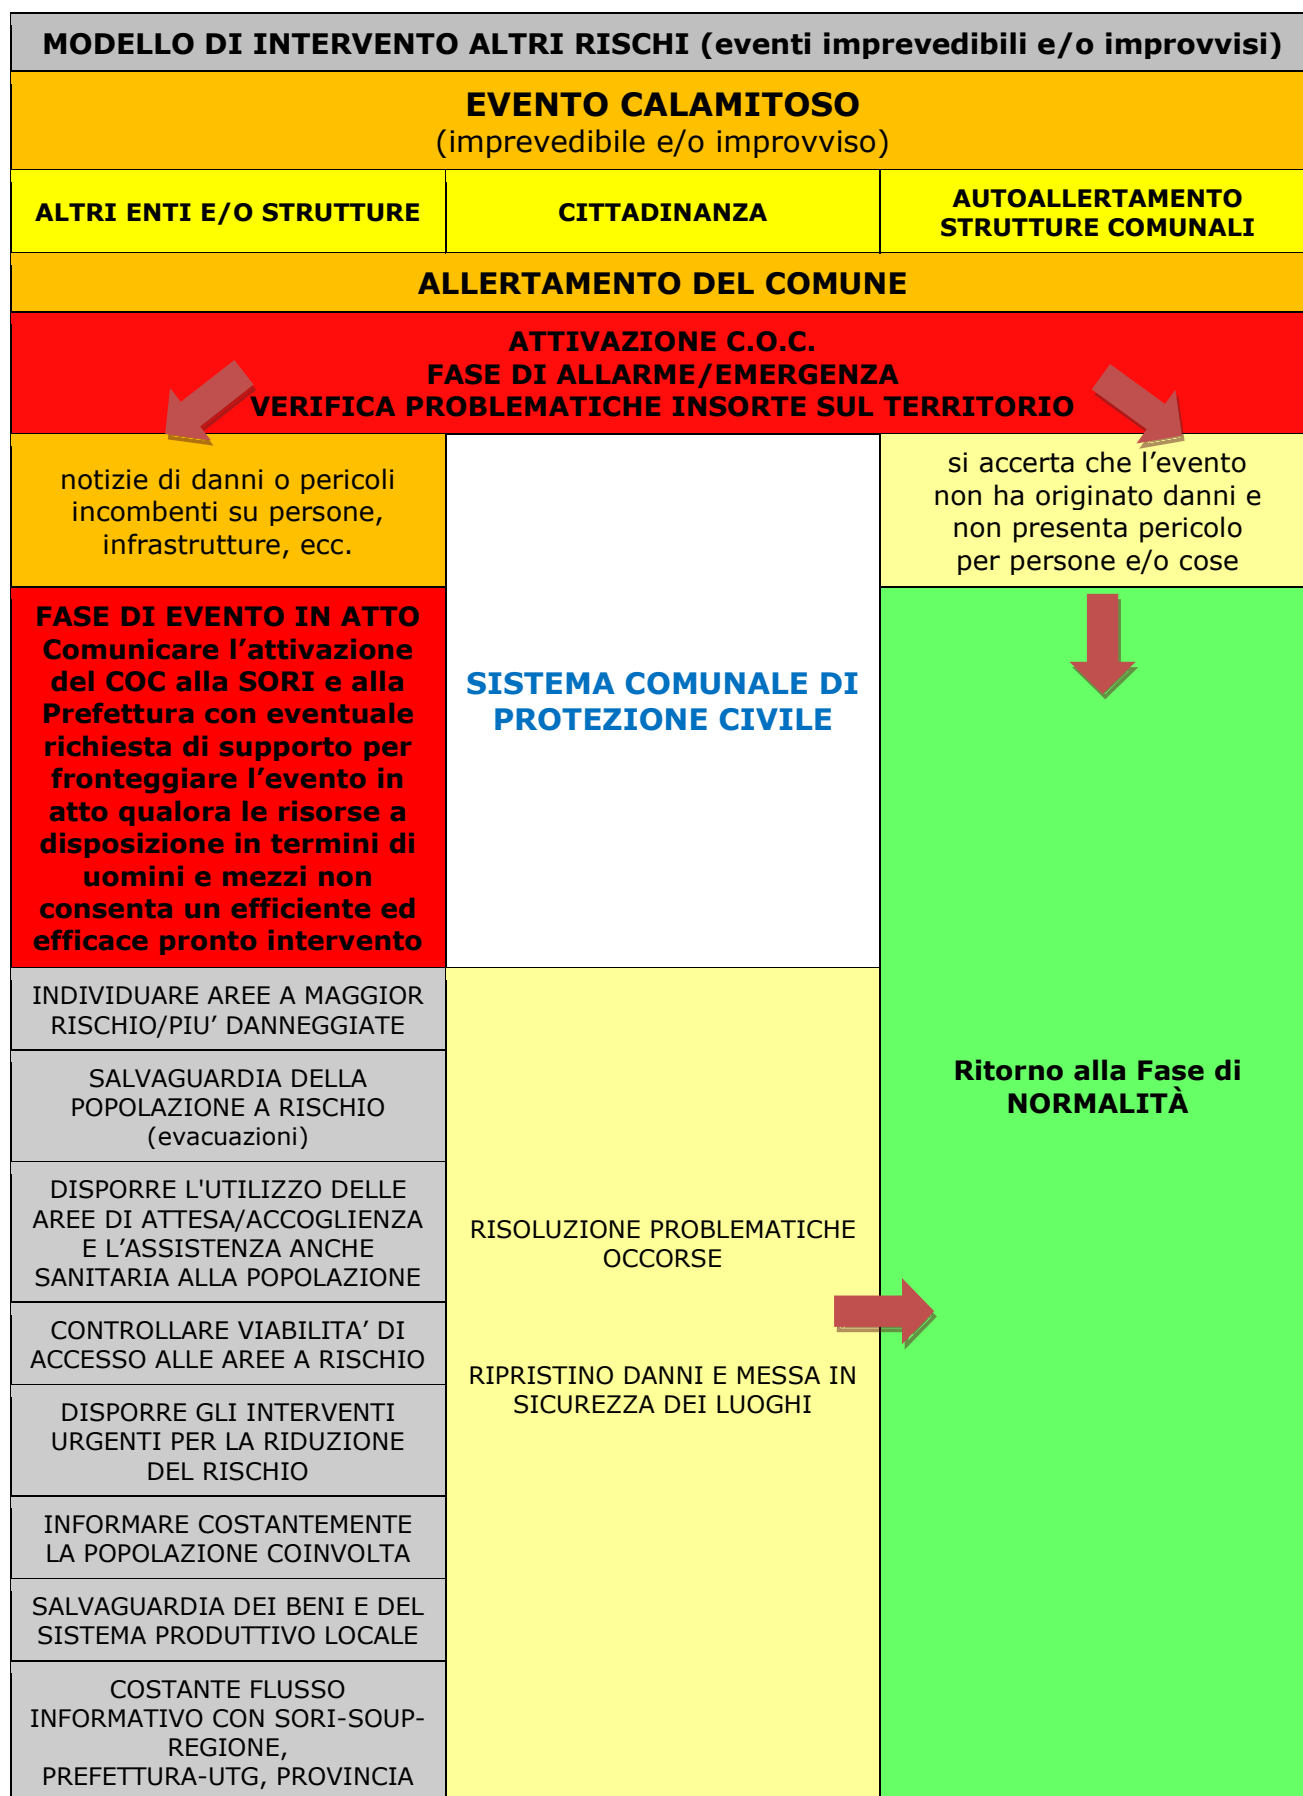 MODELLO DI INTERVENTO ALTRI RISCHI (eventi imprevedibili e/o improvvisi)
EVENTO CALAMITOSO
(imprevedibile e/o improvviso)
ALTRI ENTI E/O STRUTTURE
CITTADINANZA
AUTOALLERTAMENTO
STRUTTURE COMUNALI
ALLERTAMENTO DEL COMUNE
ATTIVAZIONE C.O.C.
FASE DI ALLARME/EMERGENZA
VERIFICA PROBLEMATICHE INSORTE SUL TERRITORIO
notizie di danni o pericoli
incombenti su persone,
infrastrutture, ecc.
si accerta che l’evento
non ha originato danni e
non presenta pericolo
per persone e/o cose
FASE DI EVENTO IN ATTO
Comunicare l’attivazione
del COC alla SORI e alla
Prefettura con eventuale
richiesta di supporto per
fronteggiare l’evento in
atto qualora le risorse a
disposizione in termini di
uomini e mezzi non
consenta un efficiente ed
efficace pronto intervento
SISTEMA COMUNALE DI
PROTEZIONE CIVILE
INDIVIDUARE AREE A MAGGIOR
RISCHIO/PIU’ DANNEGGIATE
SALVAGUARDIA DELLA
POPOLAZIONE A RISCHIO
(evacuazioni)
DISPORRE L'UTILIZZO DELLE
AREE DI ATTESA/ACCOGLIENZA
E L’ASSISTENZA ANCHE
SANITARIA ALLA POPOLAZIONE
CONTROLLARE VIABILITA’ DI
ACCESSO ALLE AREE A RISCHIO
DISPORRE GLI INTERVENTI
URGENTI PER LA RIDUZIONE
DEL RISCHIO
INFORMARE COSTANTEMENTE
LA POPOLAZIONE COINVOLTA
SALVAGUARDIA DEI BENI E DEL
SISTEMA PRODUTTIVO LOCALE
COSTANTE FLUSSO
INFORMATIVO CON SORI-SOUP-
REGIONE,
PREFETTURA-UTG, PROVINCIA
RISOLUZIONE PROBLEMATICHE
OCCORSE
RIPRISTINO DANNI E MESSA IN
SICUREZZA DEI LUOGHI
Ritorno alla Fase di
NORMALITÀ